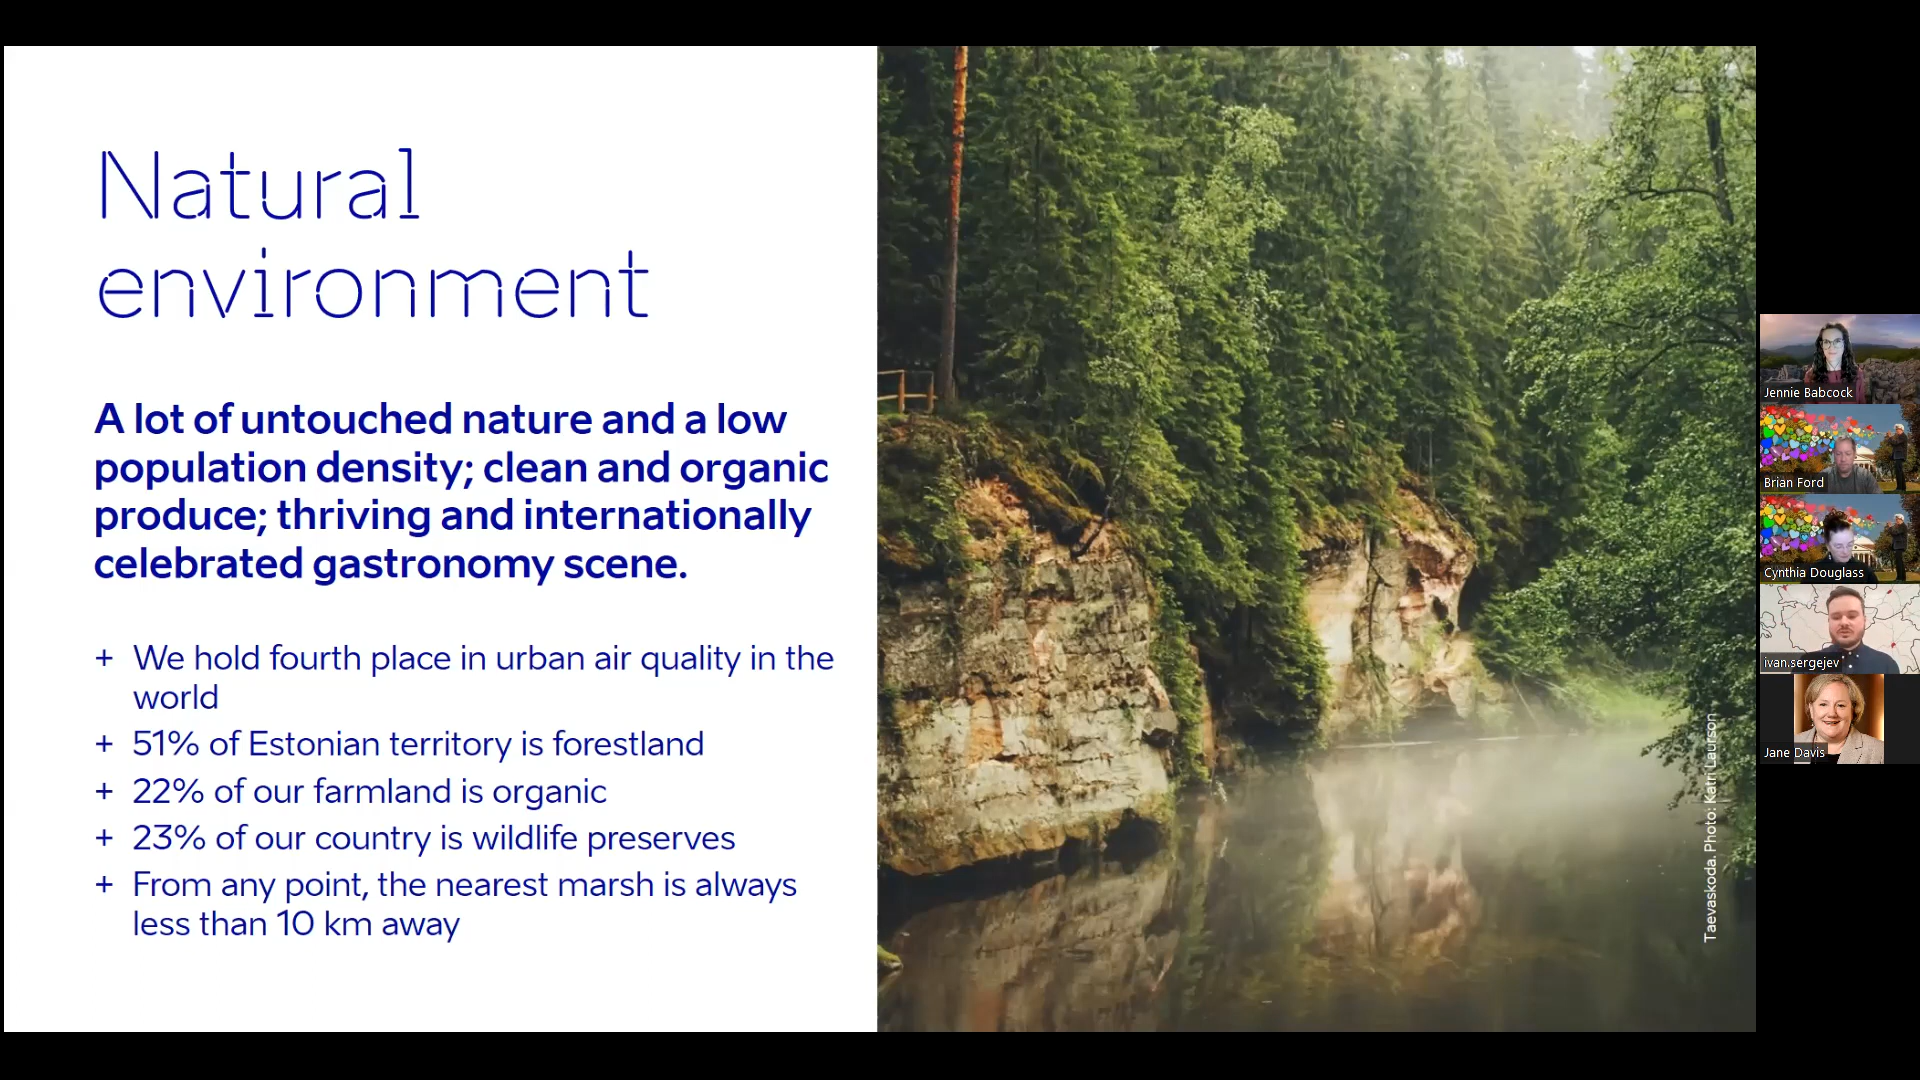 Natural
environment
A lot of untouched nature and a low
population density; clean and organic
produce; thriving and internationally
celebrated gastronomy scene.
+ We hold fourth place in urban air quality in the
world
+ 51% of Estonian territory is forestland
+ 22% of our farmland is organic
+ 23% of our country is wildlife preserves
+ From any point, the nearest marsh is always
less than 10 km away
Taevaskoda. Photo: Katri Laurson
Jennie Babcock
Brian Ford
Cynthia Douglass
ivan.sergejev
Jane Davis